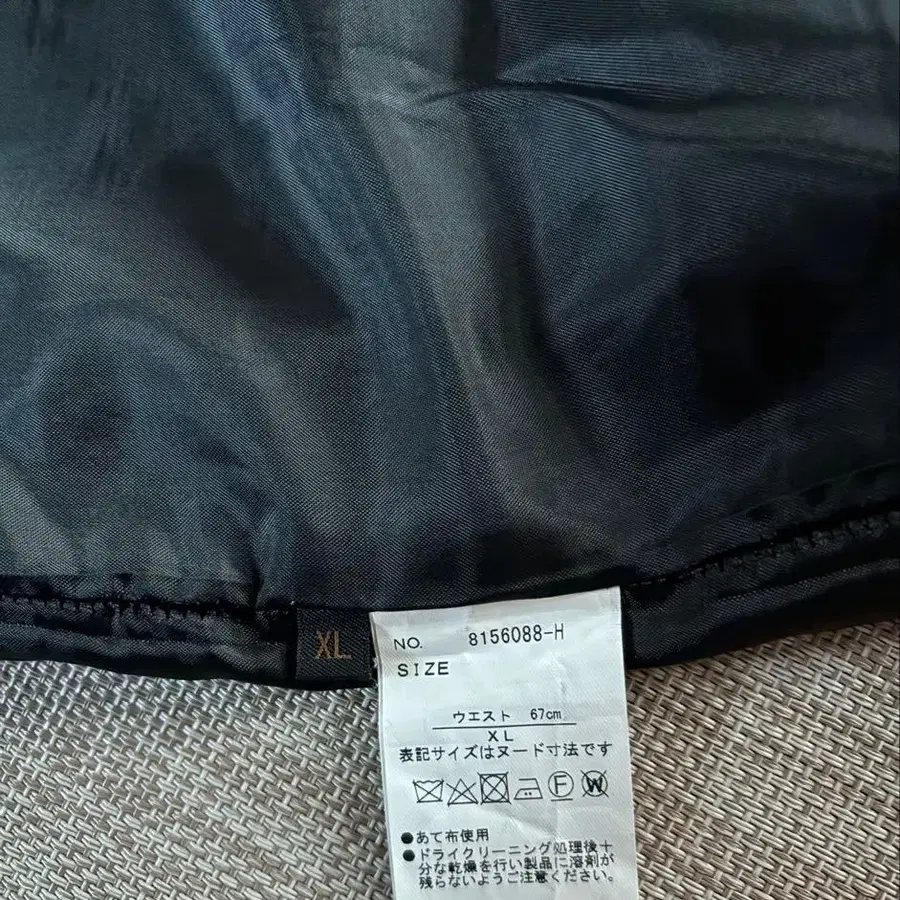 XL
NO. 8156088-H
SIZE
ウエスト 67cm
XL
表記サイズはヌード寸法です
F W
●あて布使用
●ドライクリーニング処理後十
分な乾燥を行い製品に溶剤が
残らないようご注意ください。